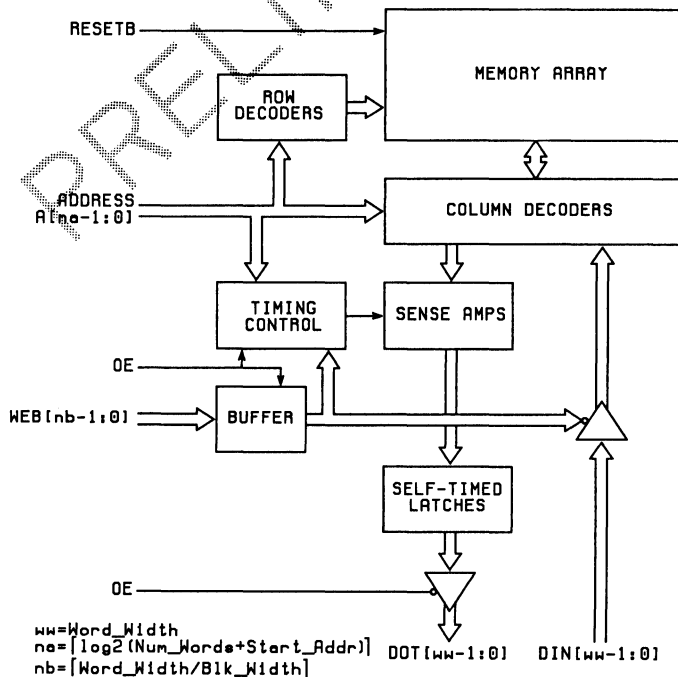 PRELI
RESETB
MEMORY ARRAY
ROW
DECODERS
ADDRESS
A[na-1:0]
COLUMN DECODERS
TIMING
CONTROL
SENSE AMPS
OE
WEB[nb-1:0]
BUFFER
SELF-TIMED
LATCHES
OE
ww=Word_Width
na=⌈log2(Num_Words+Start_Addr)⌉
nb=⌈Word_Width/Blk_Width⌉
DOT[ww-1:0]
DIN[ww-1:0]